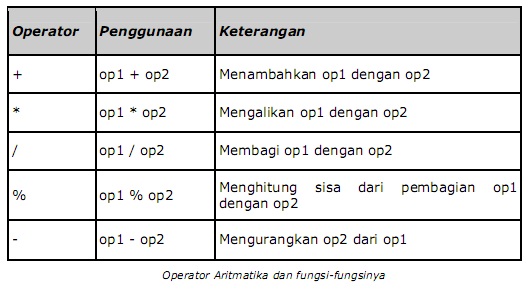 Operator Penggunaan Keterangan
+ op1 + op2 Menambahkan op1 dengan op2
* op1 * op2 Mengalikan op1 dengan op2
/ op1 / op2 Membagi op1 dengan op2
% op1 % op2 Menghitung sisa dari pembagian op1
dengan op2
- op1 - op2 Mengurangkan op2 dari op1
Operator Aritmatika dan fungsi-fungsinya